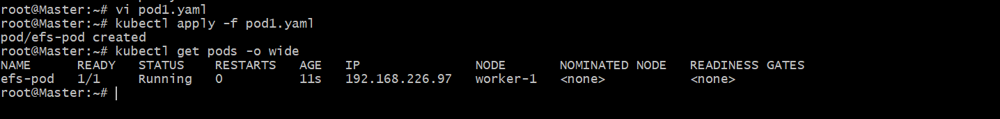 root@Master:~# vi pod1.yaml
root@Master:~# kubectl apply -f pod1.yaml
pod/efs-pod created
root@Master:~# kubectl get pods -o wide
NAME READY STATUS RESTARTS AGE IP NODE NOMINATED NODE READINESS GATES
efs-pod 1/1 Running 0 11s 192.168.226.97 worker-1 <none> <none>
root@Master:~#